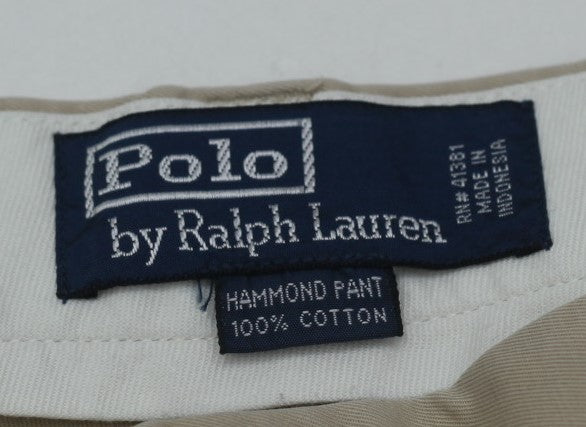 Polo
by Ralph Lauren
RN# 41381
MADE IN
INDONESIA
HAMMOND PANT
100% COTTON